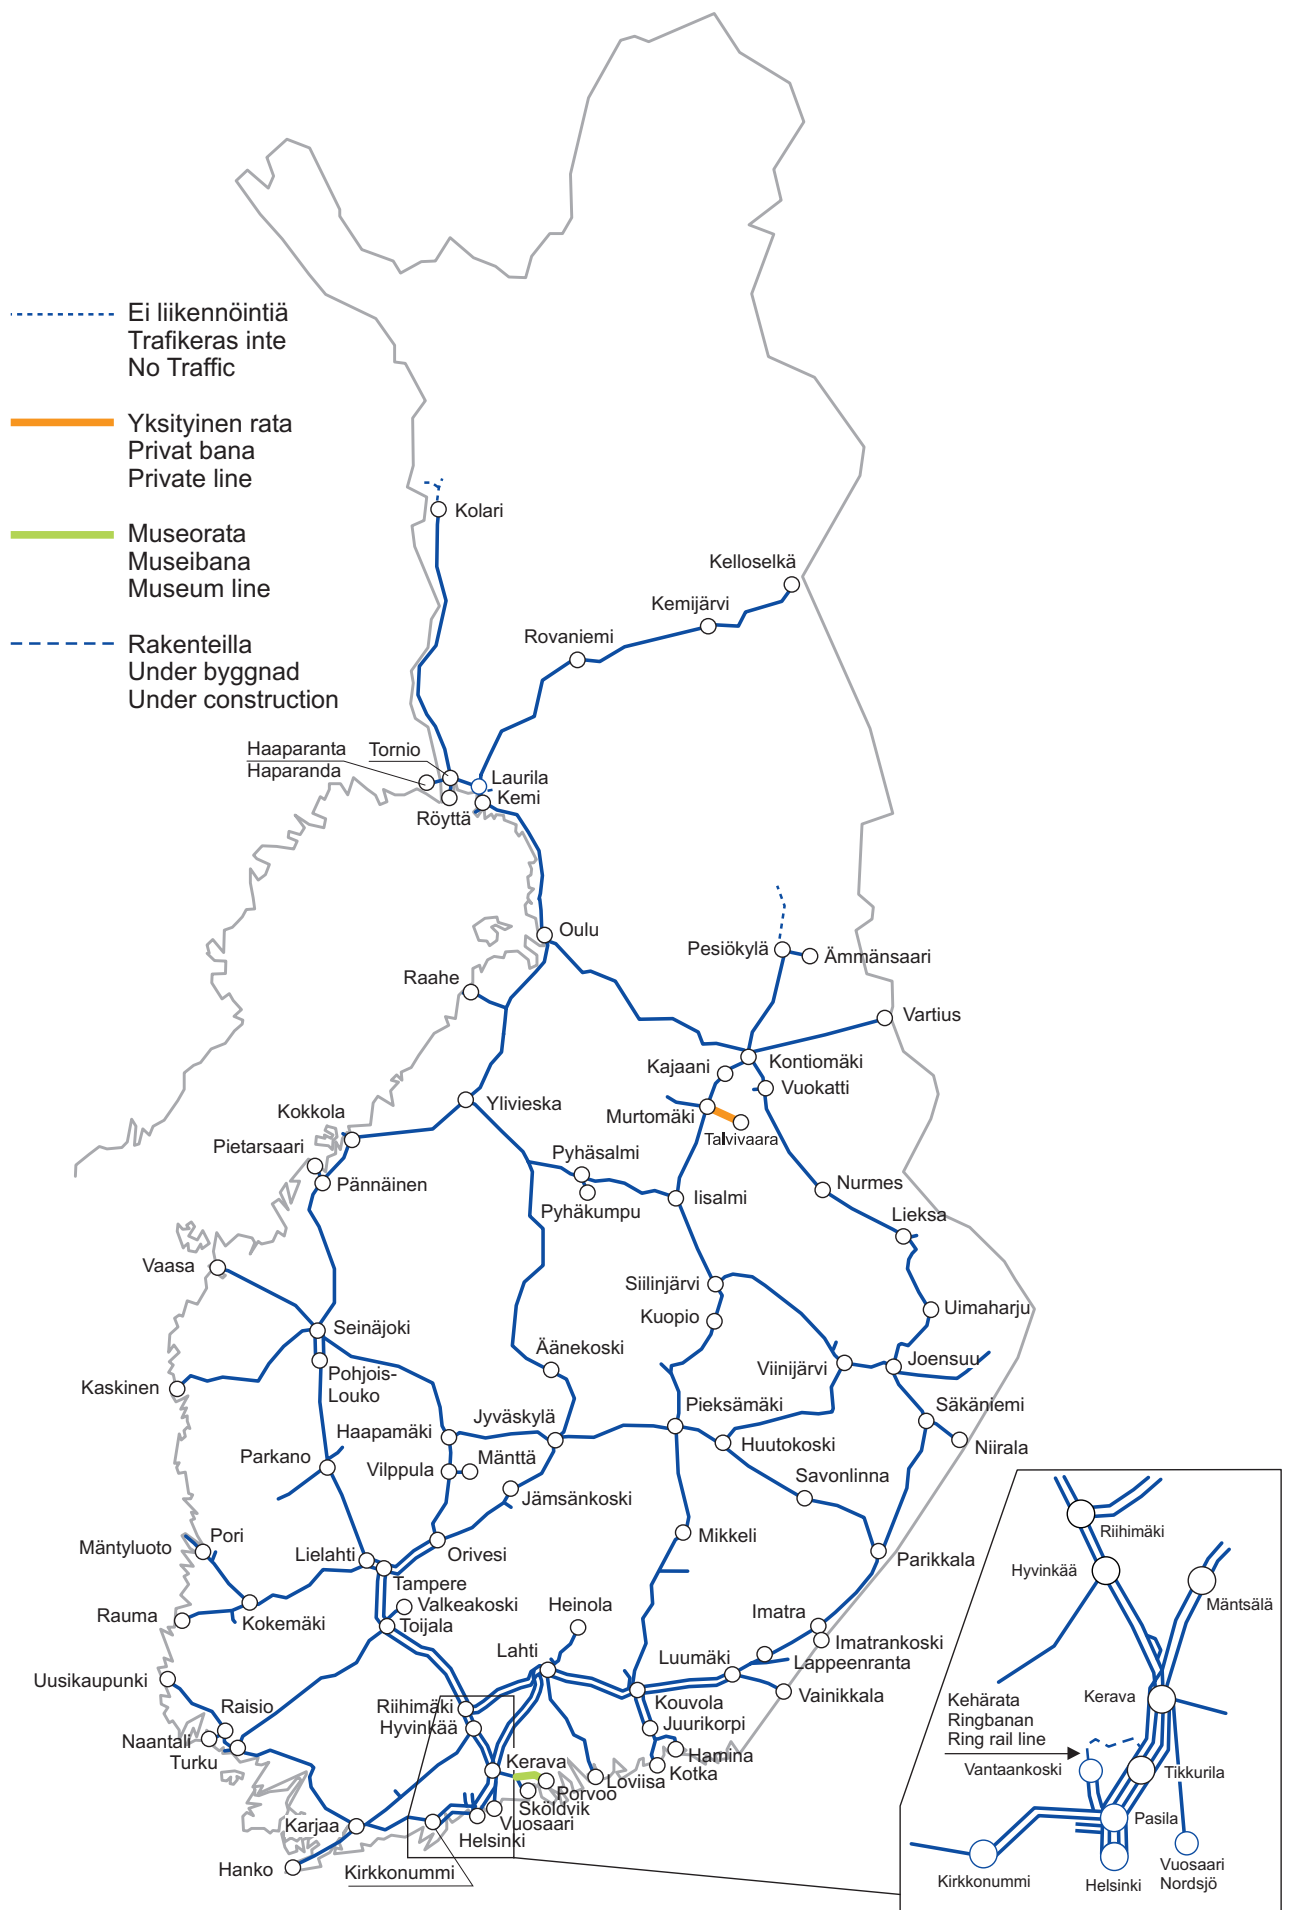 Ei liikennöintiä
Trafikeras inte
No Traffic
Yksityinen rata
Privat bana
Private line
Museorata
Museibana
Museum line
Rakenteilla
Under byggnad
Under construction
Kolari
Kelloselkä
Kemijärvi
Rovaniemi
Haaparanta
Haparanda
Tornio
Laurila
Kemi
Röyttä
Oulu
Raahe
Pesiökylä
Ämmänsaari
Vartius
Kontiomäki
Kajaani
Vuokatti
Murtomäki
Talvivaara
Ylivieska
Kokkola
Pietarsaari
Pännäinen
Pyhäsalmi
Pyhäkumpu
Iisalmi
Nurmes
Lieksa
Vaasa
Siilinjärvi
Kuopio
Uimaharju
Seinäjoki
Pohjois-
Louko
Äänekoski
Viinijärvi
Joensuu
Kaskinen
Haapamäki
Jyväskylä
Pieksämäki
Säkäniemi
Huutokoski
Niirala
Parkano
Vilppula
Mänttä
Jämsänkoski
Savonlinna
Mäntyluoto
Pori
Lielahti
Orivesi
Mikkeli
Parikkala
Tampere
Valkeakoski
Toijala
Rauma
Kokemäki
Heinola
Imatra
Imatrankoski
Lappeenranta
Lahti
Luumäki
Vainikkala
Uusikaupunki
Raisio
Naantali
Turku
Riihimäki
Hyvinkää
Kouvola
Juurikorpi
Hamina
Kotka
Kerava
Porvoo
Loviisa
Sköldvik
Vuosaari
Helsinki
Karjaa
Hanko
Kirkkonummi
Riihimäki
Hyvinkää
Mäntsälä
Kerava
Kehärata
Ringbanan
Ring rail line
Vantaankoski
Tikkurila
Pasila
Kirkkonummi
Helsinki
Vuosaari
Nordsjö